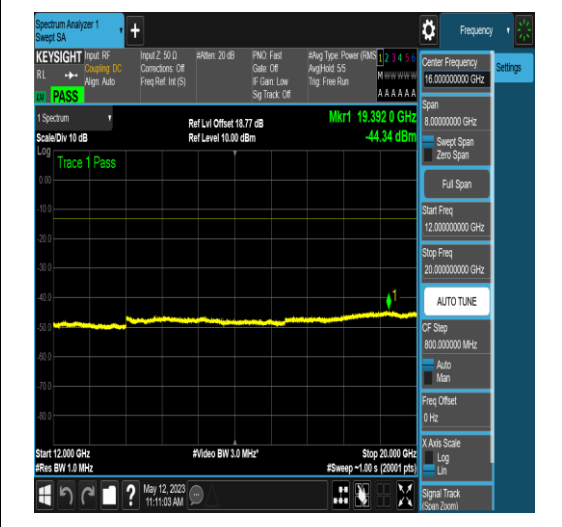 Spectrum Analyzer 1
Swept SA
Frequency
KEYSIGHT
RL
PASS
Input: RF
Coupling: DC
Align: Auto
Input Z: 50 Ω
Corrections: Off
Freq Ref: Int (S)
#Atten: 20 dB
PNO: Fast
Gate: Off
IF Gain: Low
Sig Track: Off
#Avg Type: Power (RMS
Avg|Hold: 5/5
Trig: Free Run
1 2 3 4 5 6
M W W W W W
A A A A A A
1 Spectrum
Scale/Div 10 dB
Ref Lvl Offset 18.77 dB
Ref Level 10.00 dBm
Mkr1 19.392 0 GHz
-44.34 dBm
Log
Trace 1 Pass
0.00
-10.0
-20.0
-30.0
-40.0
-50.0
-60.0
-70.0
-80.0
1
Start 12.000 GHz
#Res BW 1.0 MHz
#Video BW 3.0 MHz*
Stop 20.000 GHz
#Sweep ~1.00 s (20001 pts)
?
May 12, 2023
11:11:03 AM
Settings
Center Frequency
16.000000000 GHz
Span
8.00000000 GHz
Swept Span
Zero Span
Full Span
Start Freq
12.000000000 GHz
Stop Freq
20.000000000 GHz
AUTO TUNE
CF Step
800.000000 MHz
Auto
Man
Freq Offset
0 Hz
X Axis Scale
Log
Lin
Signal Track
(Span Zoom)